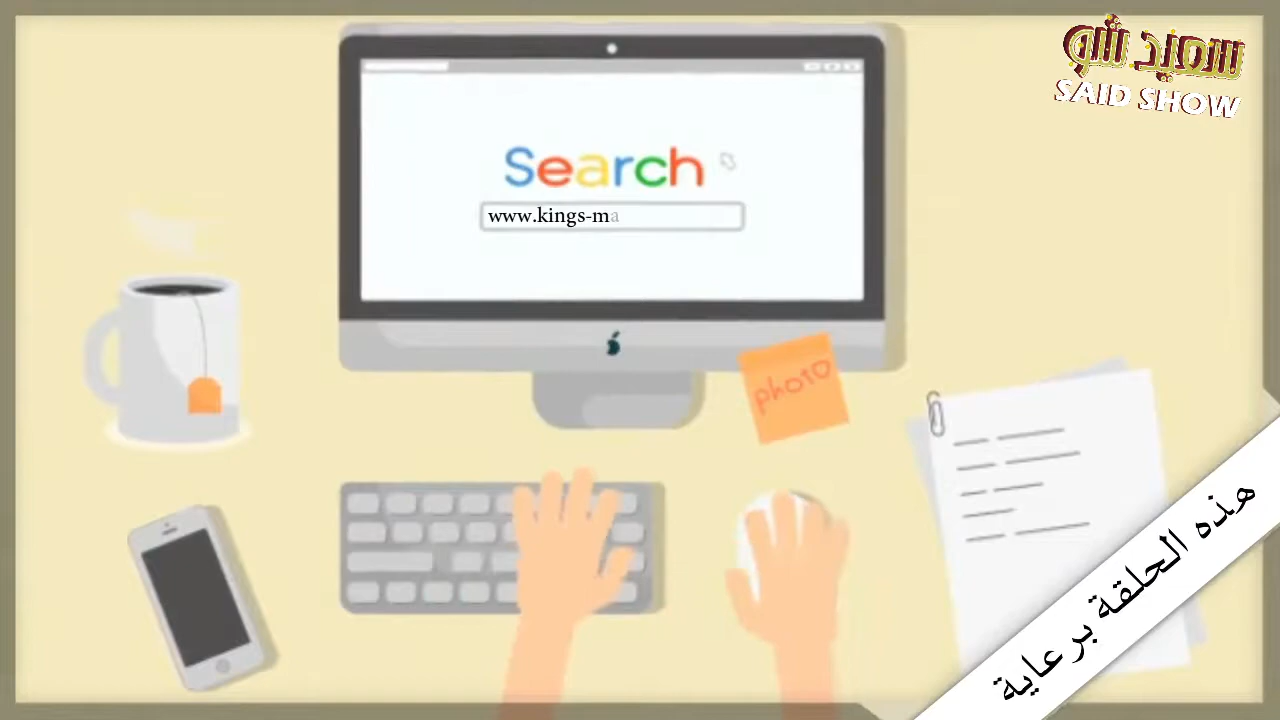 سعيد شو
SAID SHOW
Search
www.kings-ma
photo
هذه الحلقة برعاية